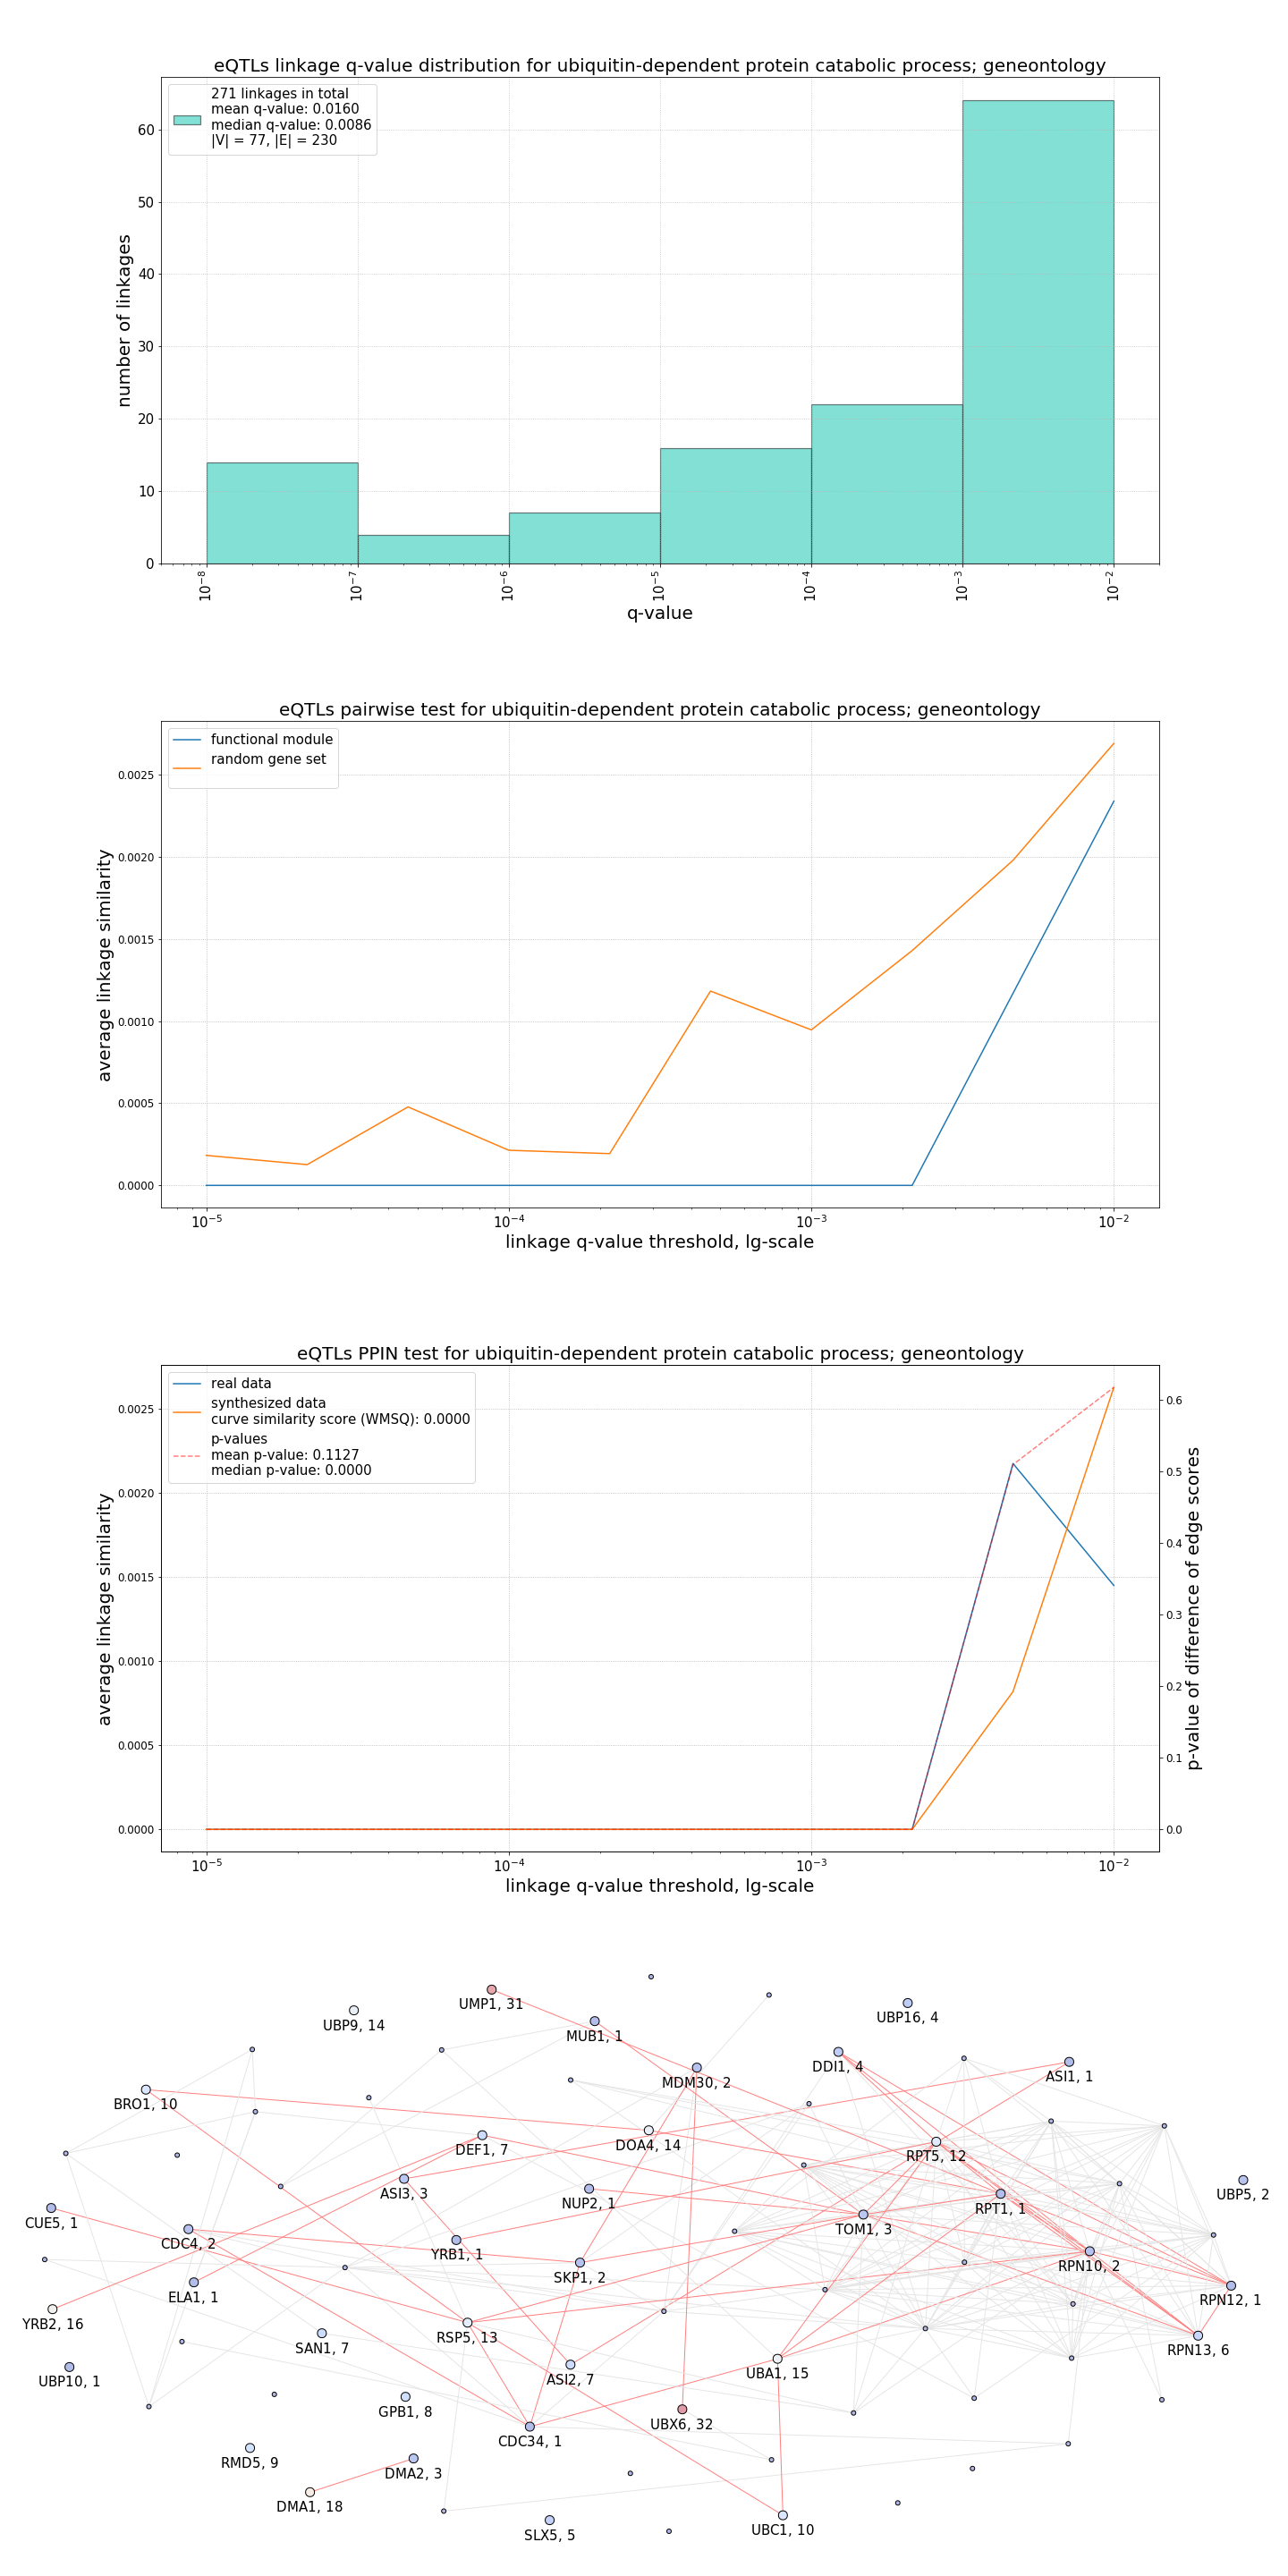 eQTLs linkage q-value distribution for ubiquitin-dependent protein catabolic process; geneontology
271 linkages in total
mean q-value: 0.0160
median q-value: 0.0086
|V| = 77, |E| = 230
number of linkages
60
50
40
30
20
10
0
10⁻⁸ 10⁻⁷ 10⁻⁶ 10⁻⁵ 10⁻⁴ 10⁻³ 10⁻²
q-value
eQTLs pairwise test for ubiquitin-dependent protein catabolic process; geneontology
functional module
random gene set
average linkage similarity
0.0025
0.0020
0.0015
0.0010
0.0005
0.0000
10⁻⁵ 10⁻⁴ 10⁻³ 10⁻²
linkage q-value threshold, lg-scale
eQTLs PPIN test for ubiquitin-dependent protein catabolic process; geneontology
real data
synthesized data
curve similarity score (WMSQ): 0.0000
p-values
mean p-value: 0.1127
median p-value: 0.0000
average linkage similarity
0.0025
0.0020
0.0015
0.0010
0.0005
0.0000
0.6
0.5
0.4
0.3
0.2
0.1
0.0
p-value of difference of edge scores
10⁻⁵ 10⁻⁴ 10⁻³ 10⁻²
linkage q-value threshold, lg-scale
UMP1, 31
UBP16, 4
UBP9, 14
MUB1, 1
DDI1, 4
ASI1, 1
MDM30, 2
BRO1, 10
DOA4, 14
DEF1, 7
RPT5, 12
ASI3, 3
UBP5, 2
NUP2, 1
RPT1, 1
CUE5, 1
TOM1, 3
CDC4, 2
YRB1, 1
RPN10, 2
SKP1, 2
ELA1, 1
RPN12, 1
YRB2, 16
RSP5, 13
SAN1, 7
RPN13, 6
UBA1, 15
ASI2, 7
UBP10, 1
GPB1, 8
UBX6, 32
CDC34, 1
RMD5, 9
DMA2, 3
DMA1, 18
UBC1, 10
SLX5, 5